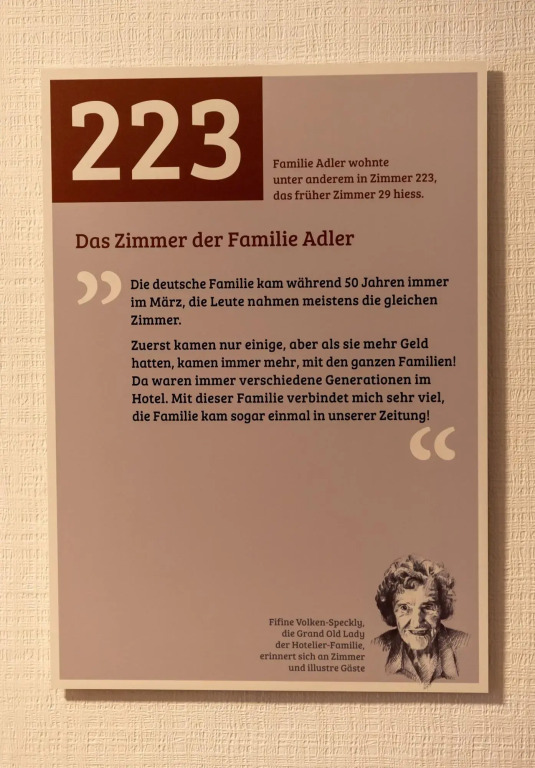 223
Familie Adler wohnte
unter anderem in Zimmer 223,
das früher Zimmer 29 hiess.
Das Zimmer der Familie Adler
”
Die deutsche Familie kam während 50 Jahren immer
im März, die Leute nahmen meistens die gleichen
Zimmer.
Zuerst kamen nur einige, aber als sie mehr Geld
hatten, kamen immer mehr, mit den ganzen Familien!
Da waren immer verschiedene Generationen im
Hotel. Mit dieser Familie verbindet mich sehr viel,
die Familie kam sogar einmal in unserer Zeitung!
“
Fifine Volken-Speckly,
die Grand Old Lady
der Hotelier-Familie,
erinnert sich an Zimmer
und illustre Gäste